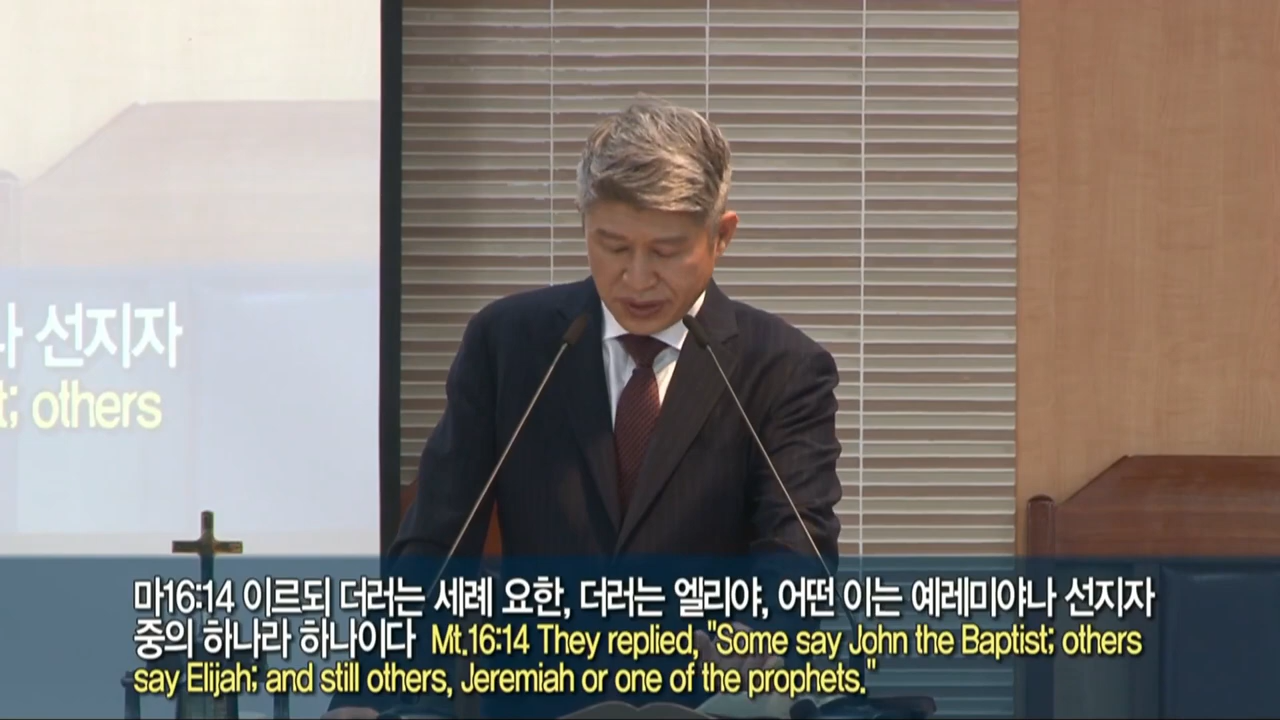 나 선지자
t; others
마16:14 이르되 더러는 세례 요한, 더러는 엘리야, 어떤 이는 예레미야나 선지자
중의 하나라 하나이다 Mt.16:14 They replied, "Some say John the Baptist; others
say Elijah; and still others, Jeremiah or one of the prophets."